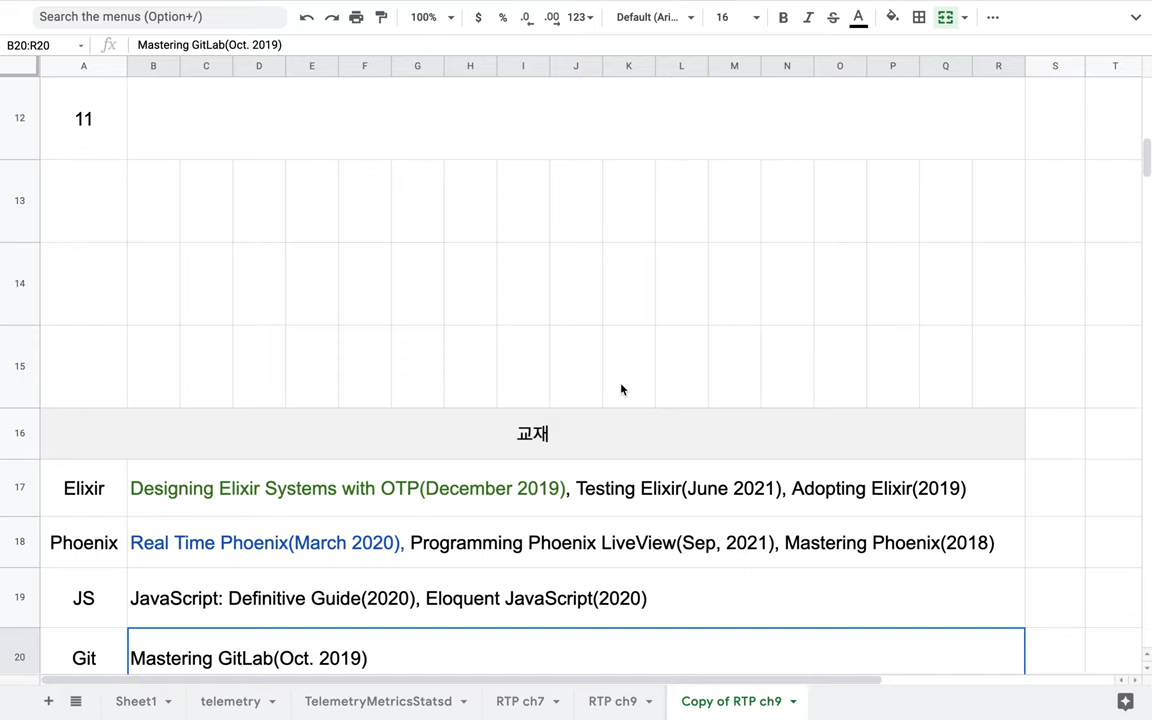 Search the menus (Option+/) 100% $ % .0 .00 123 Default (Ari... 16 B I S A
B20:R20 fx Mastering GitLab(Oct. 2019)
A B C D E F G H I J K L M N O P Q R S T
12 11
13
14
15
16 교재
17 Elixir Designing Elixir Systems with OTP(December 2019), Testing Elixir(June 2021), Adopting Elixir(2019)
18 Phoenix Real Time Phoenix(March 2020), Programming Phoenix LiveView(Sep, 2021), Mastering Phoenix(2018)
19 JS JavaScript: Definitive Guide(2020), Eloquent JavaScript(2020)
20 Git Mastering GitLab(Oct. 2019)
Sheet1 telemetry TelemetryMetricsStatsd RTP ch7 RTP ch9 Copy of RTP ch9